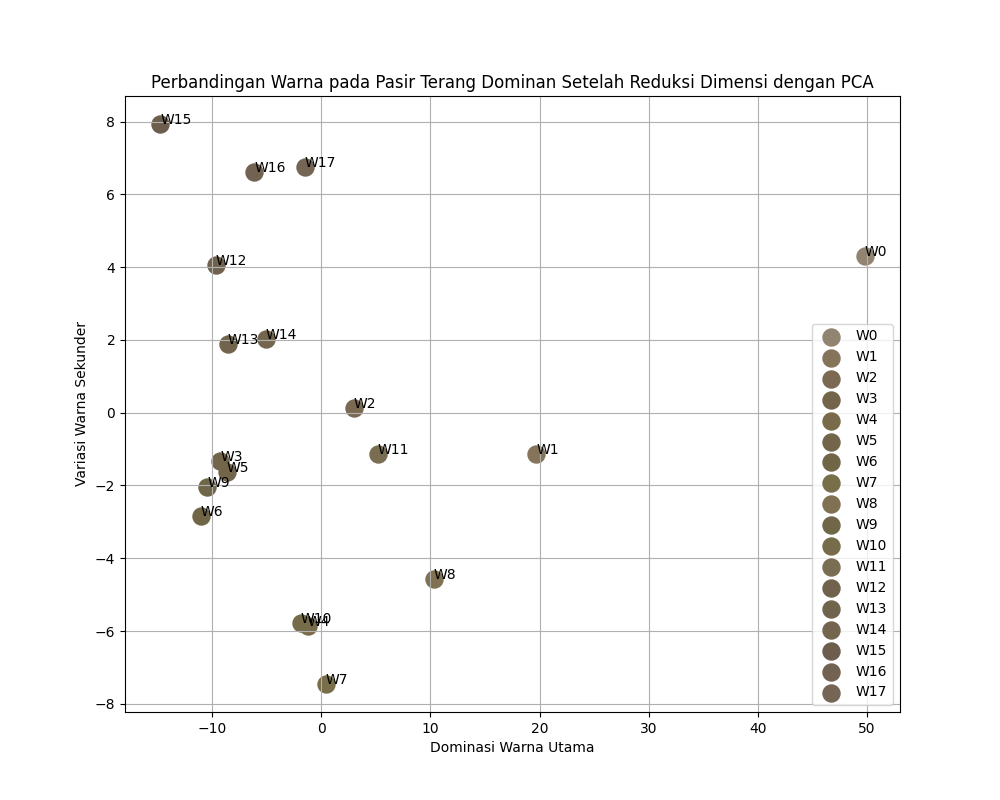 Perbandingan Warna pada Pasir Terang Dominan Setelah Reduksi Dimensi dengan PCA
Variasi Warna Sekunder
8
6
4
2
0
−2
−4
−6
−8
W15
W16
W17
W0
W12
W13
W14
W2
W11
W1
W3
W5
W9
W6
W8
W10
W4
W7
W0
W1
W2
W3
W4
W5
W6
W7
W8
W9
W10
W11
W12
W13
W14
W15
W16
W17
−10
0
10
20
30
40
50
Dominasi Warna Utama